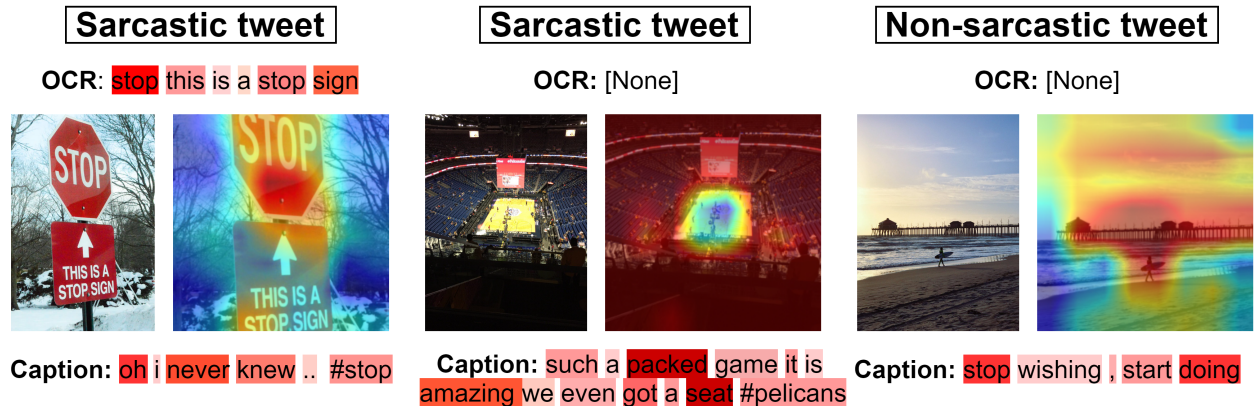 Sarcastic tweet
OCR: stop this is a stop sign
STOP
THIS IS A
STOP SIGN
STOP
THIS IS A
STOP SIGN
Caption: oh i never knew .. #stop
Sarcastic tweet
OCR: [None]
Caption: such a packed game it is
amazing we even got a seat #pelicans
Non-sarcastic tweet
OCR: [None]
Caption: stop wishing , start doing